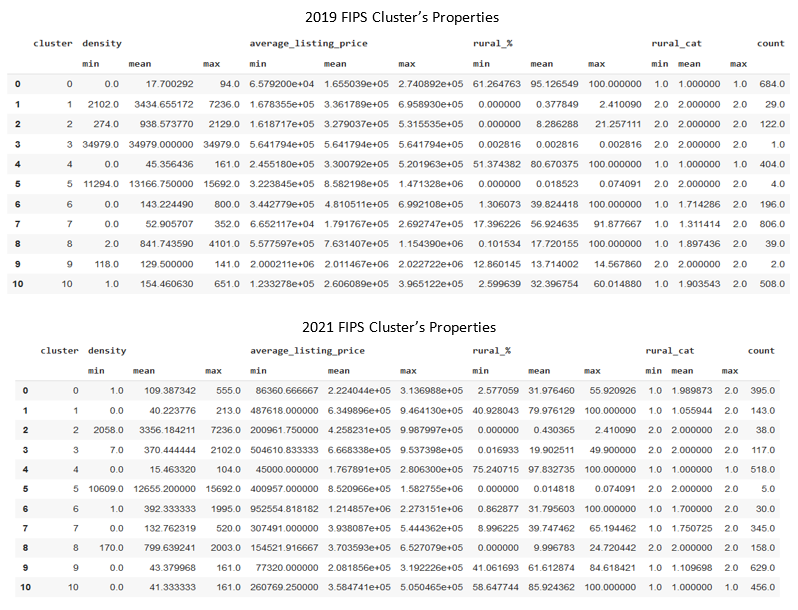 2019 FIPS Cluster’s Properties
cluster density average_listing_price rural_% rural_cat count
min mean max min mean max min mean max min mean max
0 0 0.0 17.700292 94.0 6.579200e+04 1.655039e+05 2.740892e+05 61.264763 95.126549 100.000000 1.0 1.000000 1.0 684.0
1 1 2102.0 3434.655172 7236.0 1.678355e+05 3.361789e+05 6.958930e+05 0.000000 0.377849 2.410090 2.0 2.000000 2.0 29.0
2 2 274.0 938.573770 2129.0 1.618717e+05 3.279037e+05 5.315535e+05 0.000000 8.286288 21.257111 2.0 2.000000 2.0 122.0
3 3 34979.0 34979.000000 34979.0 5.641794e+05 5.641794e+05 5.641794e+05 0.002816 0.002816 0.002816 2.0 2.000000 2.0 1.0
4 4 0.0 45.356436 161.0 2.455180e+05 3.300792e+05 5.201963e+05 51.374382 80.670375 100.000000 1.0 1.000000 1.0 404.0
5 5 11294.0 13166.750000 15692.0 3.223845e+05 8.582198e+05 1.471328e+06 0.000000 0.018523 0.074091 2.0 2.000000 2.0 4.0
6 6 0.0 143.224490 800.0 3.442779e+05 4.810511e+05 6.992108e+05 1.306073 39.824418 100.000000 1.0 1.714286 2.0 196.0
7 7 0.0 52.905707 352.0 6.652117e+04 1.791767e+05 2.692747e+05 17.396226 56.924635 91.877667 1.0 1.311414 2.0 806.0
8 8 2.0 841.743590 4101.0 5.577597e+05 7.631407e+05 1.154390e+06 0.101534 17.720155 100.000000 1.0 1.897436 2.0 39.0
9 9 118.0 129.500000 141.0 2.000211e+06 2.011467e+06 2.022722e+06 12.860145 13.714002 14.567860 2.0 2.000000 2.0 2.0
10 10 1.0 154.460630 651.0 1.233278e+05 2.606089e+05 3.965122e+05 2.599639 32.396754 60.014880 1.0 1.903543 2.0 508.0
2021 FIPS Cluster’s Properties
cluster density average_listing_price rural_% rural_cat count
min mean max min mean max min mean max min mean max
0 0 1.0 109.387342 555.0 86360.666667 2.224044e+05 3.136988e+05 2.577059 31.976460 55.920926 1.0 1.989873 2.0 395.0
1 1 0.0 40.223776 213.0 487618.000000 6.349896e+05 9.464130e+05 40.928043 79.976129 100.000000 1.0 1.055944 2.0 143.0
2 2 2058.0 3356.184211 7236.0 200961.750000 4.258231e+05 9.987997e+05 0.000000 0.430365 2.410090 2.0 2.000000 2.0 38.0
3 3 7.0 370.444444 2102.0 504610.833333 6.668338e+05 9.537398e+05 0.016933 19.902511 49.900000 2.0 2.000000 2.0 117.0
4 4 0.0 15.463320 104.0 45000.000000 1.767891e+05 2.806300e+05 75.240715 97.832735 100.000000 1.0 1.000000 1.0 518.0
5 5 10609.0 12655.200000 15692.0 400957.000000 8.520966e+05 1.582755e+06 0.000000 0.014818 0.074091 2.0 2.000000 2.0 5.0
6 6 1.0 392.333333 1995.0 952554.818182 1.214857e+06 2.273151e+06 0.862877 31.795603 100.000000 1.0 1.700000 2.0 30.0
7 7 0.0 132.762319 520.0 307491.000000 3.938087e+05 5.444362e+05 8.996225 39.747462 65.194462 1.0 1.750725 2.0 345.0
8 8 170.0 799.639241 2003.0 154521.916667 3.703593e+05 6.527079e+05 0.000000 9.996783 24.720442 2.0 2.000000 2.0 158.0
9 9 0.0 43.379968 161.0 77320.000000 2.081856e+05 3.192226e+05 41.061693 61.612874 84.618421 1.0 1.109698 2.0 629.0
10 10 0.0 41.333333 161.0 260769.250000 3.584741e+05 5.050465e+05 58.647744 85.924362 100.000000 1.0 1.000000 1.0 456.0